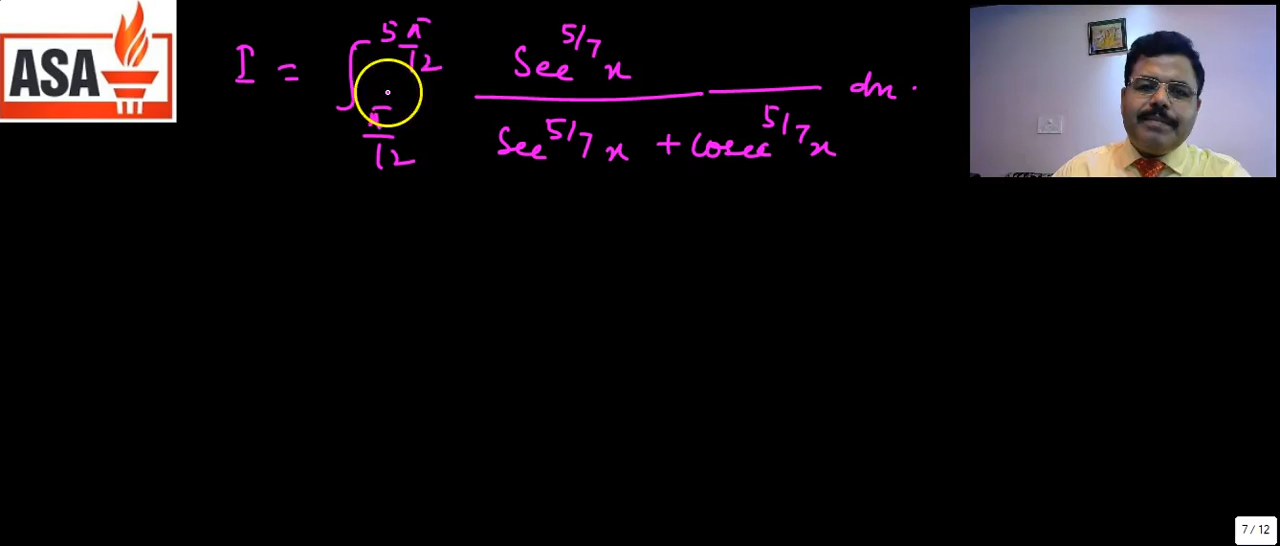 ASA
I = ∫_{π/12}^{5π/12} Sec^{5/7}x / (Sec^{5/7}x + Cosec^{5/7}x) dx.
7 / 12